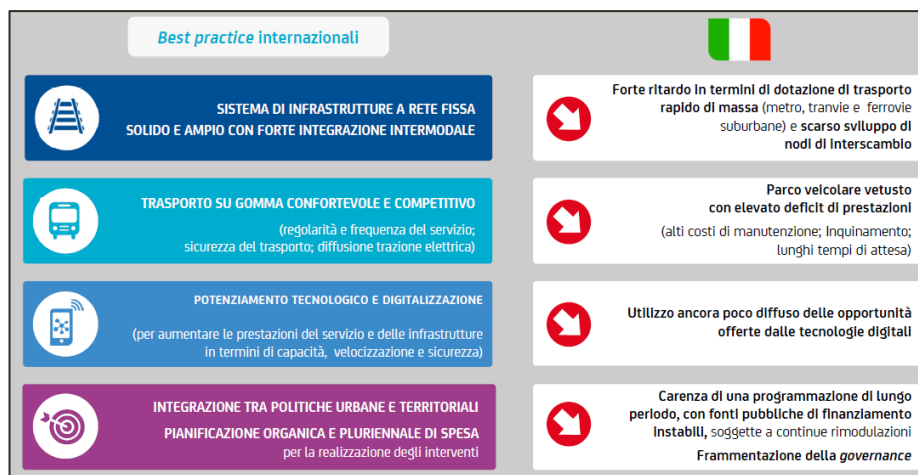 Best practice internazionali
SISTEMA DI INFRASTRUTTURE A RETE FISSA
SOLIDO E AMPIO CON FORTE INTEGRAZIONE INTERMODALE
Forte ritardo in termini di dotazione di trasporto
rapido di massa (metro, tranvie e ferrovie
suburbane) e scarso sviluppo di
nodi di interscambio
TRASPORTO SU GOMMA CONFORTEVOLE E COMPETITIVO
(regolarità e frequenza del servizio;
sicurezza del trasporto; diffusione trazione elettrica)
Parco veicolare vetusto
con elevato deficit di prestazioni
(alti costi di manutenzione; Inquinamento;
lunghi tempi di attesa)
POTENZIAMENTO TECNOLOGICO E DIGITALIZZAZIONE
(per aumentare le prestazioni del servizio e delle infrastrutture
in termini di capacità, velocizzazione e sicurezza)
Utilizzo ancora poco diffuso delle opportunità
offerte dalle tecnologie digitali
INTEGRAZIONE TRA POLITICHE URBANE E TERRITORIALI
PIANIFICAZIONE ORGANICA E PLURIENNALE DI SPESA
per la realizzazione degli interventi
Carenza di una programmazione di lungo
periodo, con fonti pubbliche di finanziamento
instabili, soggette a continue rimodulazioni
Frammentazione della governance